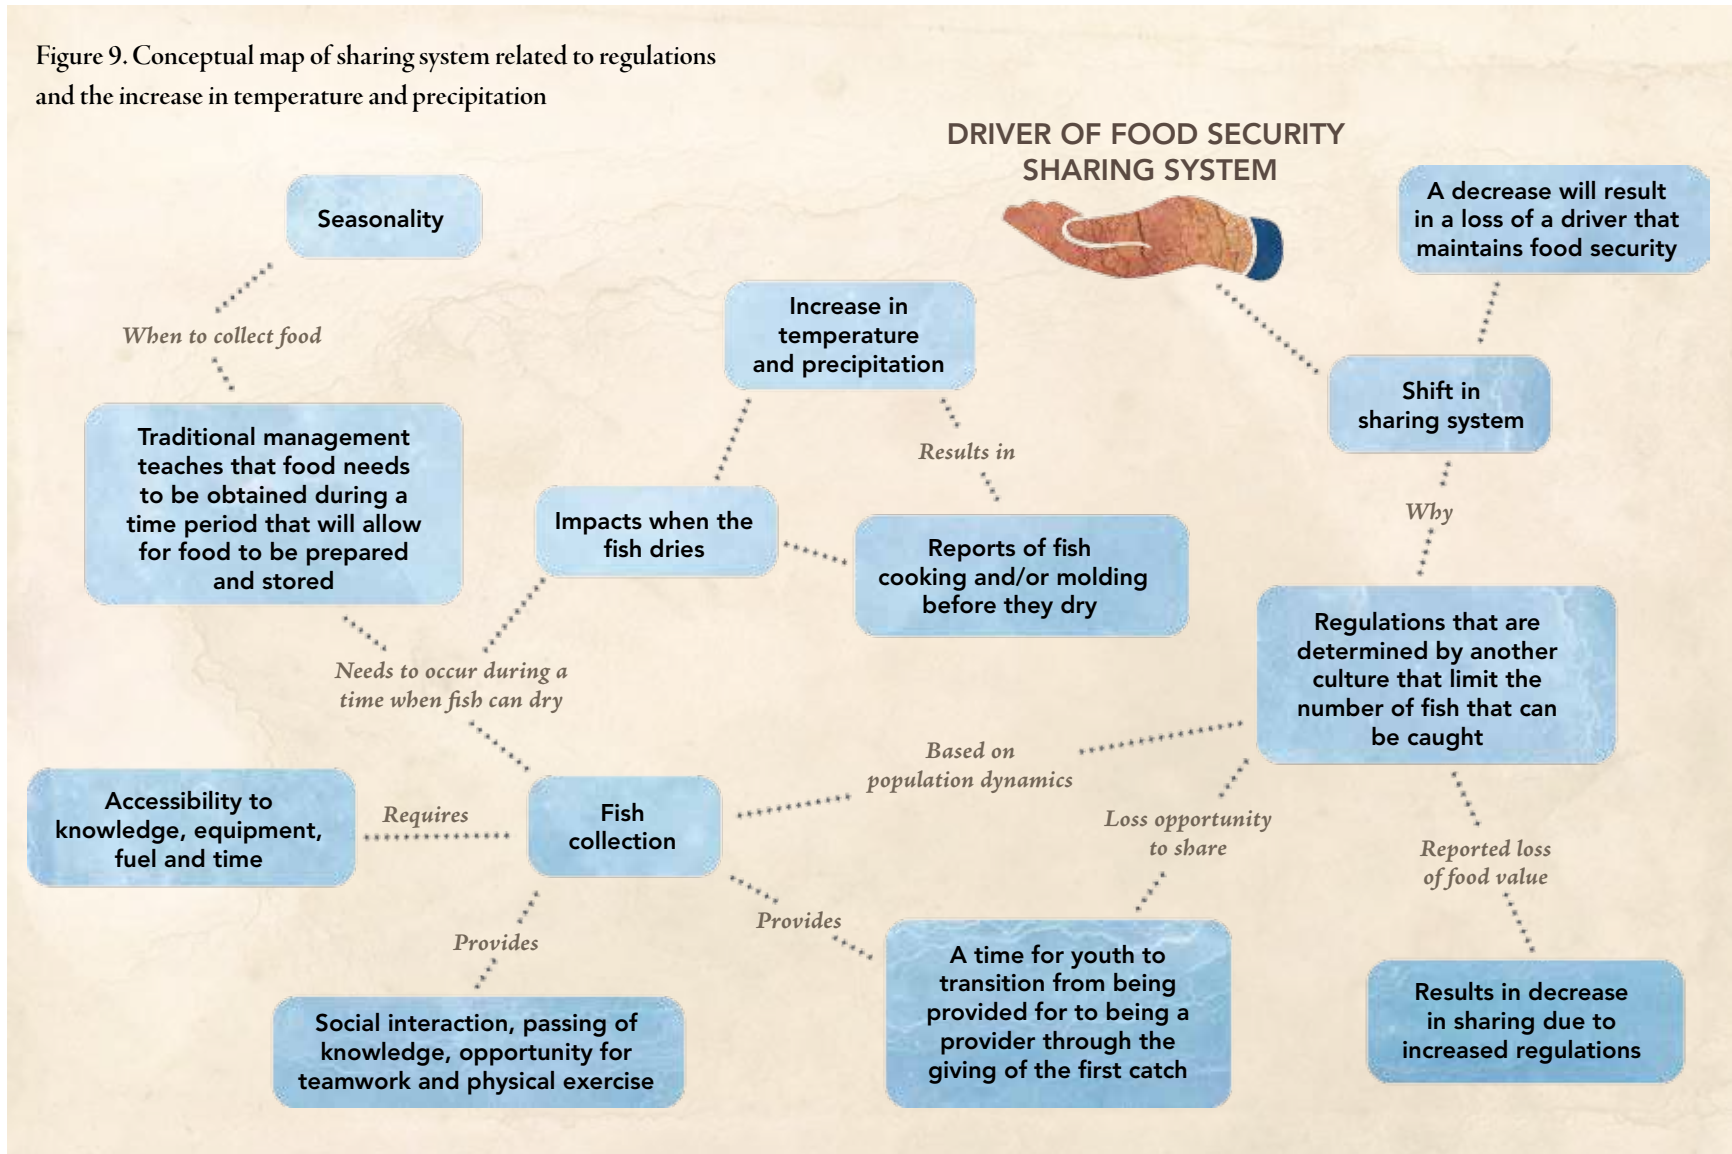 Figure 9. Conceptual map of sharing system related to regulations
and the increase in temperature and precipitation
DRIVER OF FOOD SECURITY
SHARING SYSTEM
Seasonality
A decrease will result
in a loss of a driver that
maintains food security
When to collect food
Increase in
temperature
and precipitation
Shift in
sharing system
Traditional management
teaches that food needs
to be obtained during a
time period that will allow
for food to be prepared
and stored
Results in
Impacts when the
fish dries
Why
Reports of fish
cooking and/or molding
before they dry
Regulations that are
determined by another
culture that limit the
number of fish that can
be caught
Needs to occur during a
time when fish can dry
Based on
population dynamics
Accessibility to
knowledge, equipment,
fuel and time
Requires
Fish
collection
Loss opportunity
to share
Reported loss
of food value
Provides
Provides
A time for youth to
transition from being
provided for to being a
provider through the
giving of the first catch
Results in decrease
in sharing due to
increased regulations
Social interaction, passing of
knowledge, opportunity for
teamwork and physical exercise